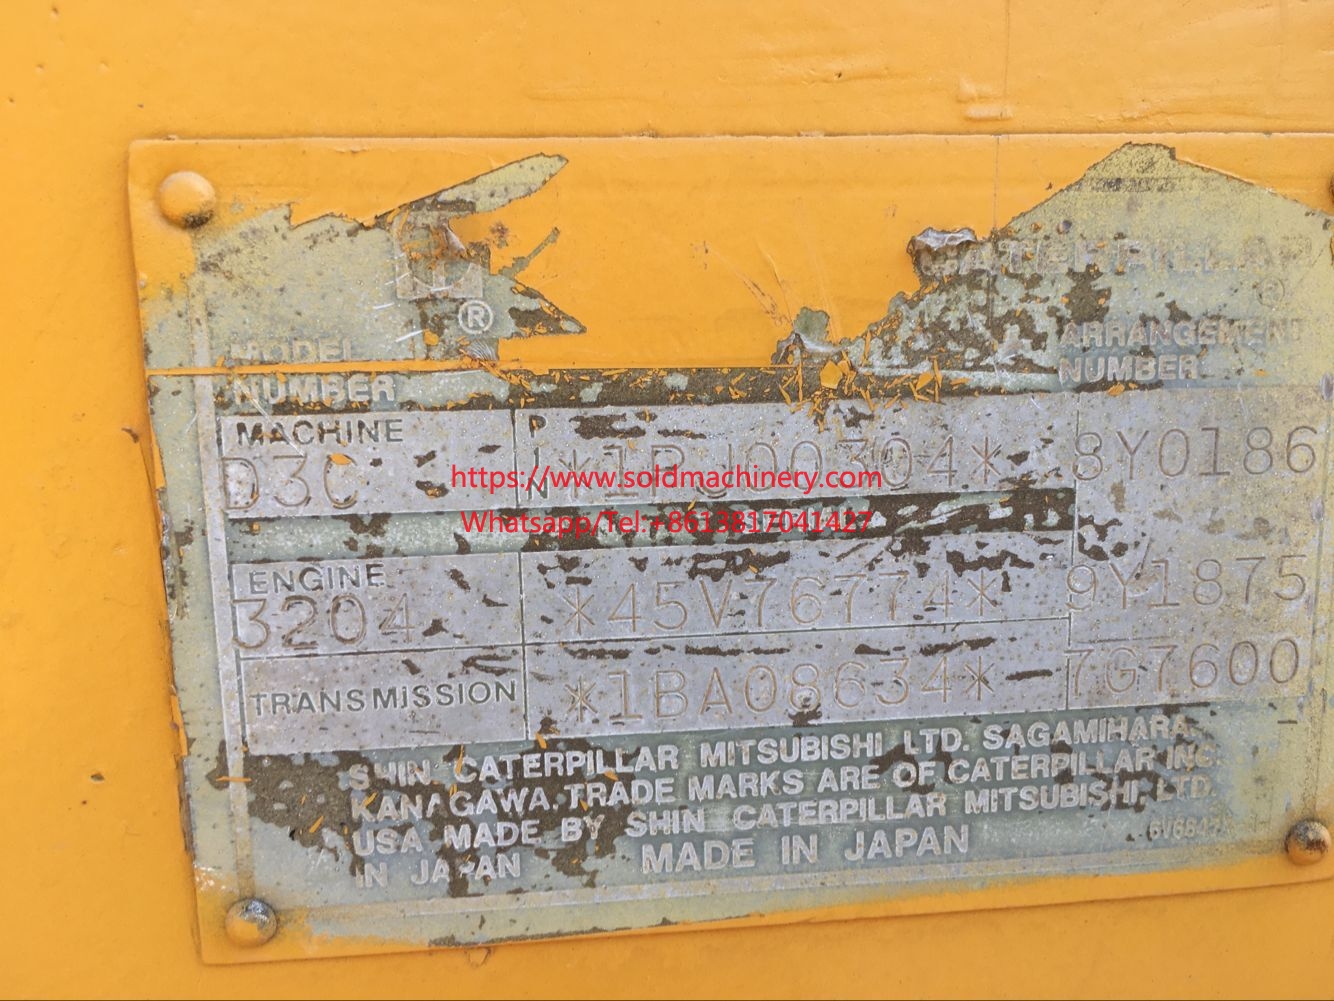 CATERPILLAR
®
®
MODEL
NUMBER
ARRANGEMENT
NUMBER
MACHINE
D3C
P
N
*1PJ00304*
8Y0186
https://www.soldmachinery.com
Whatsapp/Tel:+8613817041427
ENGINE
3204
*45V76774*
9Y1875
TRANSMISSION
*1BA08634*
7G7600
SHIN CATERPILLAR MITSUBISHI LTD. SAGAMIHARA
KANAGAWA. TRADE MARKS ARE OF CATERPILLAR INC.
USA MADE BY SHIN CATERPILLAR MITSUBISHI, LTD.
IN JAPAN MADE IN JAPAN